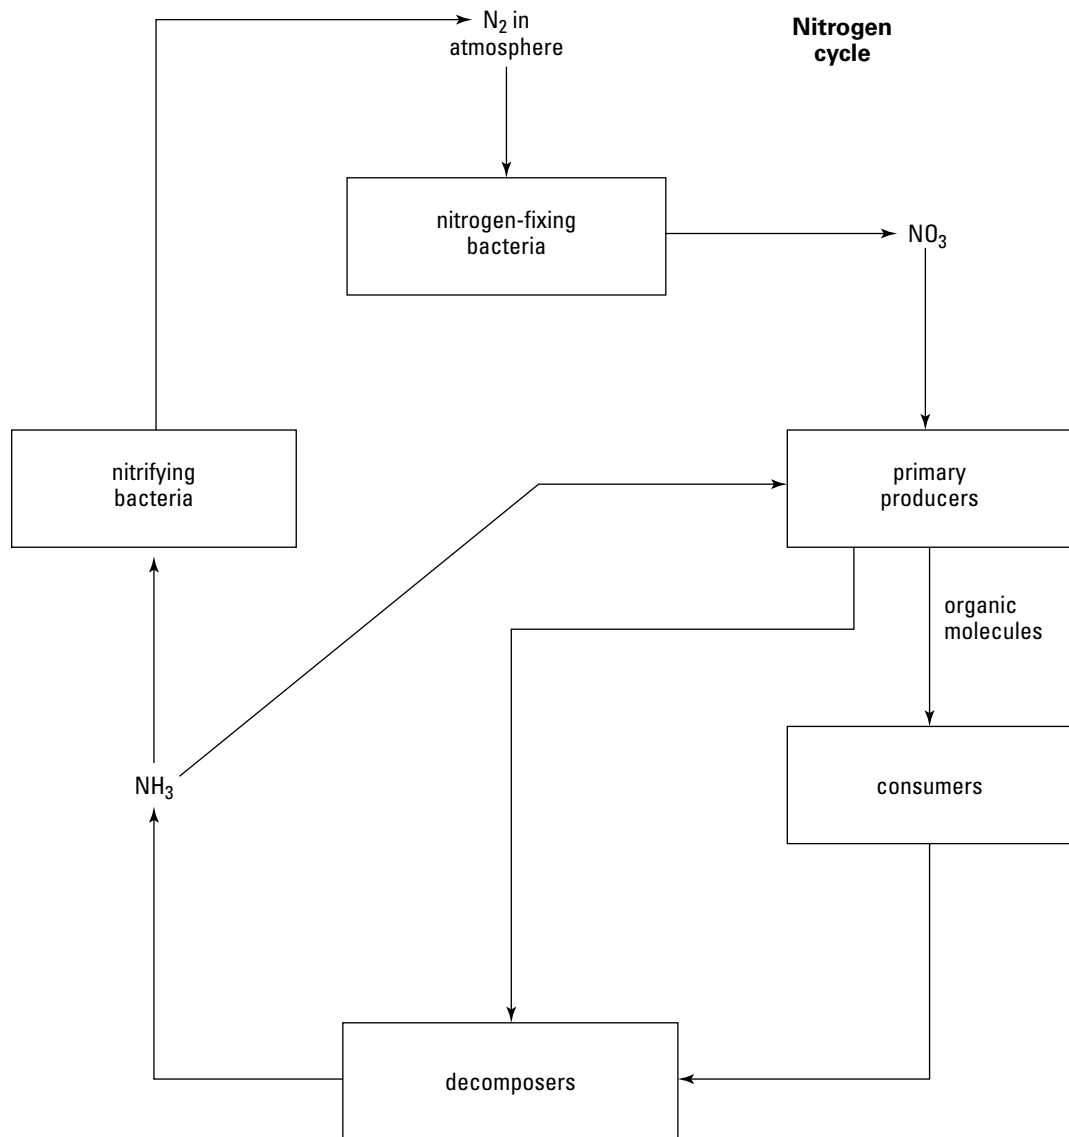 N₂ in
atmosphere
Nitrogen
cycle
nitrogen-fixing
bacteria
NO₃
nitrifying
bacteria
primary
producers
organic
molecules
NH₃
consumers
decomposers